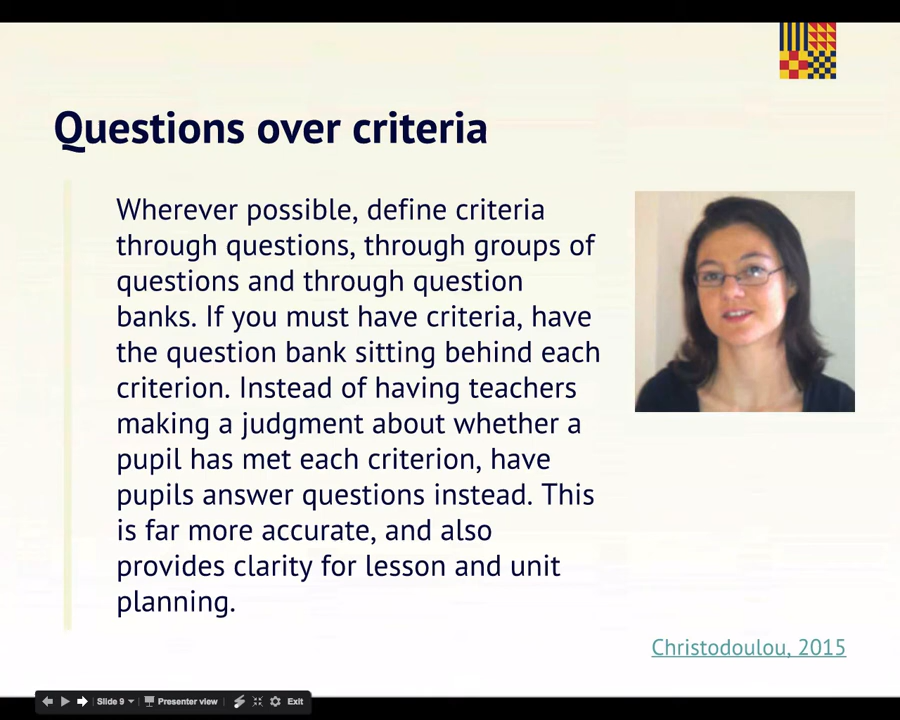 Questions over criteria
Wherever possible, define criteria
through questions, through groups of
questions and through question
banks. If you must have criteria, have
the question bank sitting behind each
criterion. Instead of having teachers
making a judgment about whether a
pupil has met each criterion, have
pupils answer questions instead. This
is far more accurate, and also
provides clarity for lesson and unit
planning.
Christodoulou, 2015
Slide 9 Presenter view Exit